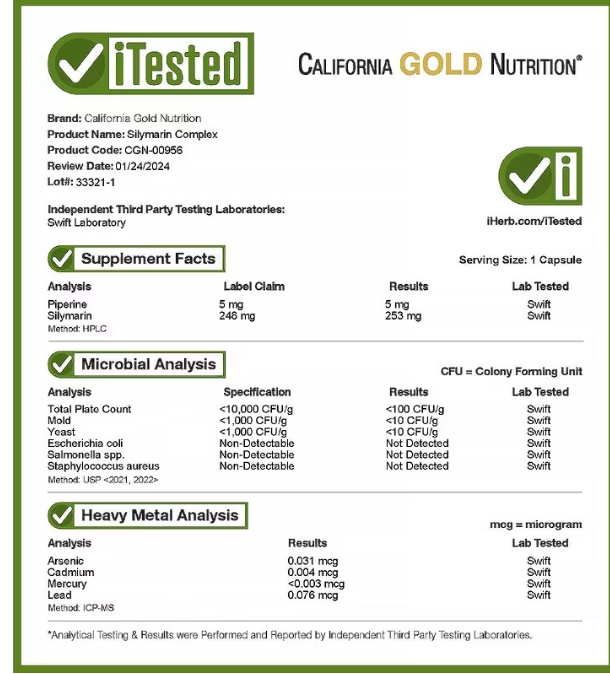 iTested
CALIFORNIA GOLD NUTRITION®
Brand: California Gold Nutrition
Product Name: Silymarin Complex
Product Code: CGN-00956
Review Date: 01/24/2024
Lot#: 33321-1
i
Independent Third Party Testing Laboratories:
Swift Laboratory
iHerb.com/iTested
Supplement Facts
Serving Size: 1 Capsule
Analysis Label Claim Results Lab Tested
Piperine 5 mg 5 mg Swift
Silymarin 248 mg 253 mg Swift
Method: HPLC
Microbial Analysis
CFU = Colony Forming Unit
Analysis Specification Results Lab Tested
Total Plate Count <10,000 CFU/g <100 CFU/g Swift
Mold <1,000 CFU/g <10 CFU/g Swift
Yeast <1,000 CFU/g <10 CFU/g Swift
Escherichia coli Non-Detectable Not Detected Swift
Salmonella spp. Non-Detectable Not Detected Swift
Staphylococcus aureus Non-Detectable Not Detected Swift
Method: USP <2021, 2022>
Heavy Metal Analysis
mcg = microgram
Analysis Results Lab Tested
Arsenic 0.031 mcg Swift
Cadmium 0.004 mcg Swift
Mercury <0.003 mcg Swift
Lead 0.076 mcg Swift
Method: ICP-MS
*Analytical Testing & Results were Performed and Reported by Independent Third Party Testing Laboratories.